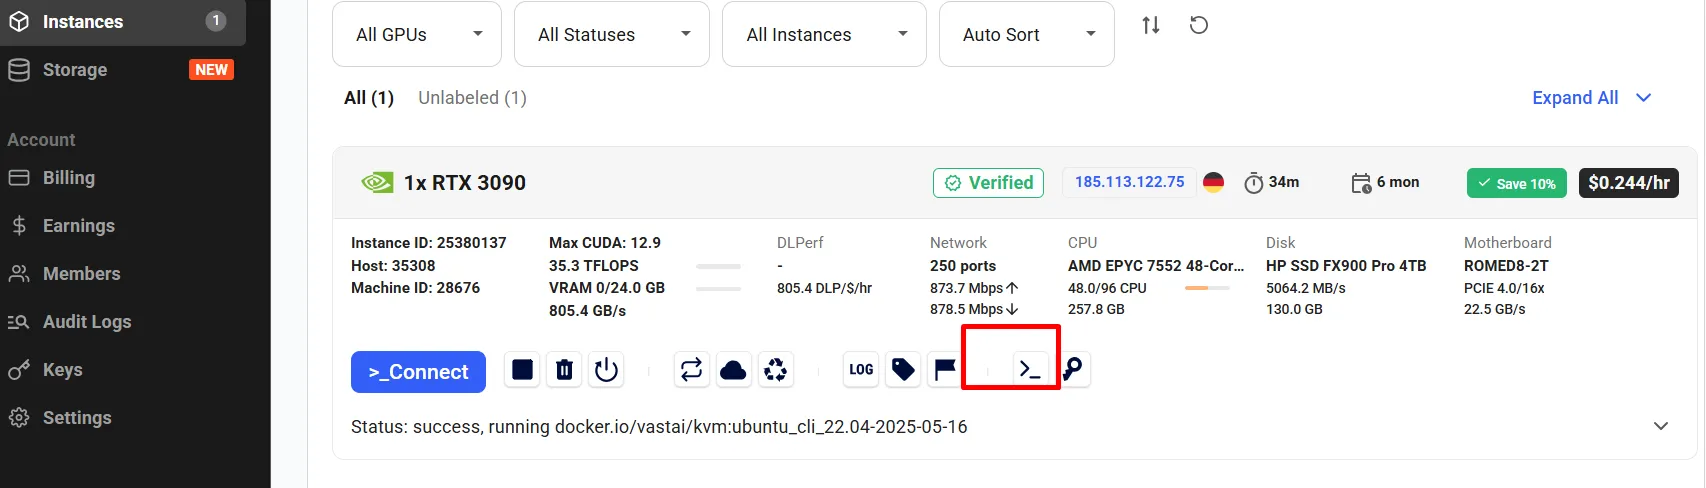 Instances 1
Storage NEW
Account
Billing
Earnings
Members
Audit Logs
Keys
Settings
All GPUs All Statuses All Instances Auto Sort
All (1) Unlabeled (1) Expand All
1x RTX 3090 Verified 185.113.122.75 34m 6 mon Save 10% $0.244/hr
Instance ID: 25380137 Max CUDA: 12.9 DLPerf Network CPU Disk Motherboard
Host: 35308 35.3 TFLOPS - 250 ports AMD EPYC 7552 48-Cor... HP SSD FX900 Pro 4TB ROMED8-2T
Machine ID: 28676 VRAM 0/24.0 GB 805.4 DLP/$/hr 873.7 Mbps↑ 48.0/96 CPU 5064.2 MB/s PCIE 4.0/16x
805.4 GB/s 878.5 Mbps↓ 257.8 GB 130.0 GB 22.5 GB/s
>_Connect LOG >_
Status: success, running docker.io/vastai/kvm:ubuntu_cli_22.04-2025-05-16